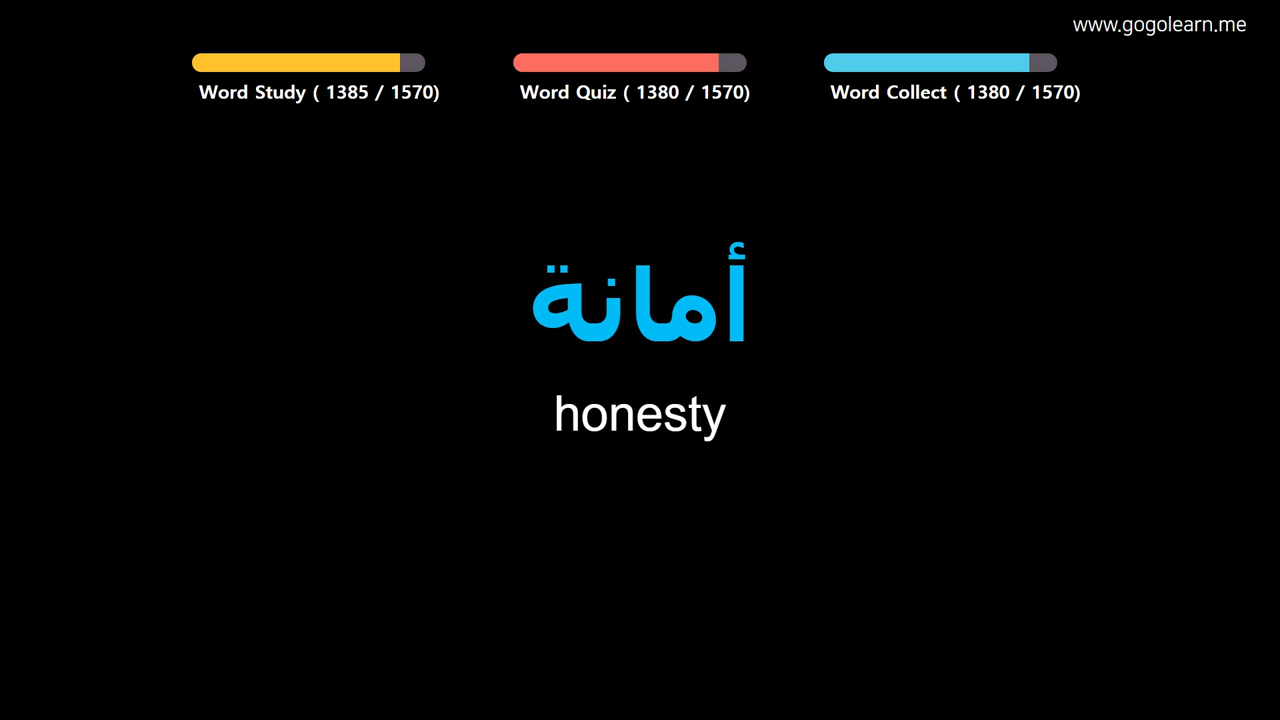 www.gogolearn.me
Word Study ( 1385 / 1570)
Word Quiz ( 1380 / 1570)
Word Collect ( 1380 / 1570)
أمانة
honesty